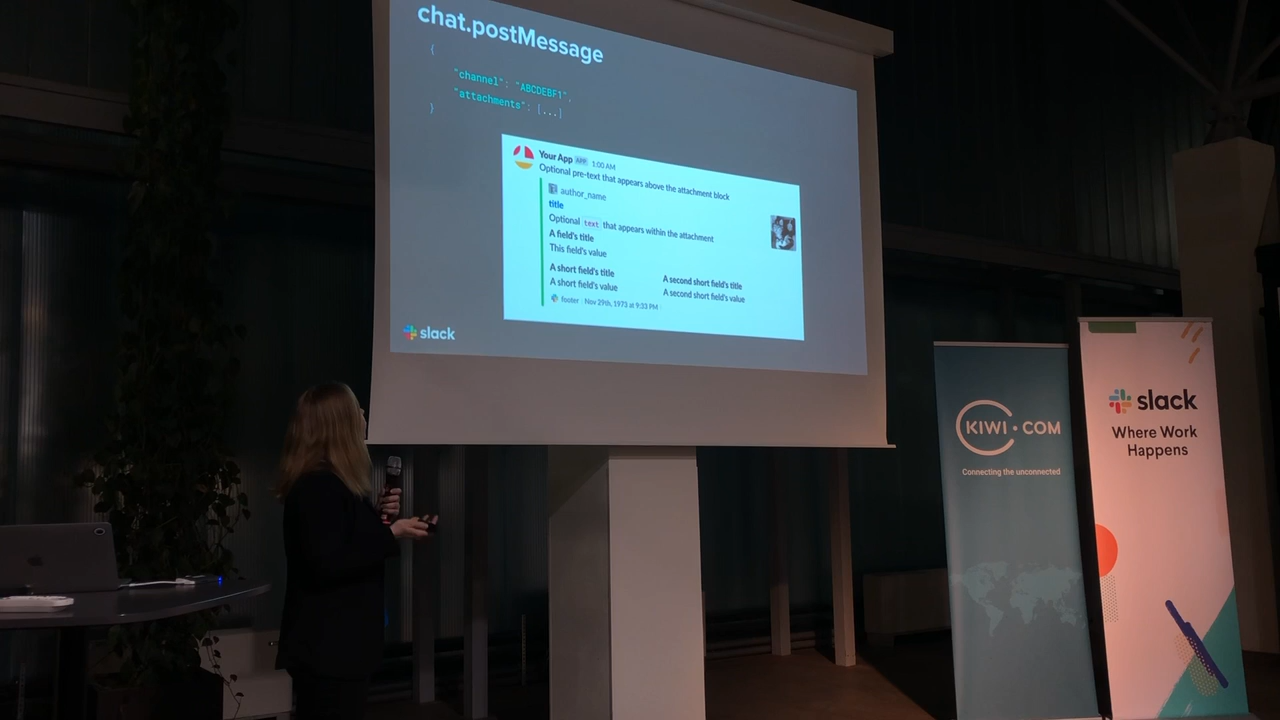 chat.postMessage
{
"channel": "ABCDEBF1",
"attachments": [...]
}
Your App APP 1:00 AM
Optional pre-text that appears above the attachment block
author_name
title
Optional text that appears within the attachment
A field's title
This field's value
A short field's title A second short field's title
A short field's value A second short field's value
footer Nov 29th, 1973 at 9:33 PM
slack
KIWI.COM
Connecting the unconnected
slack
Where Work
Happens